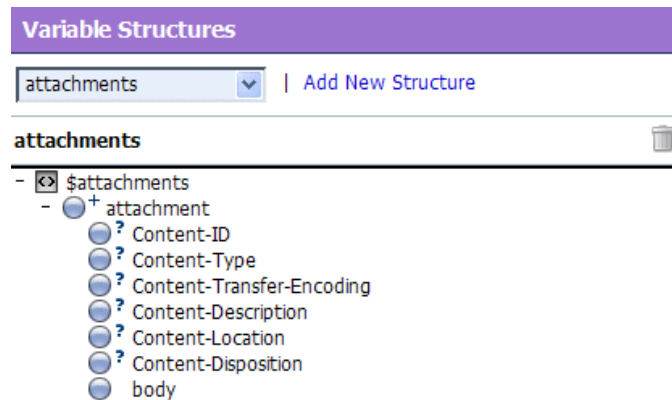 Variable Structures
attachments | Add New Structure
attachments
- <> $attachments
- + attachment
? Content-ID
? Content-Type
? Content-Transfer-Encoding
? Content-Description
? Content-Location
? Content-Disposition
body